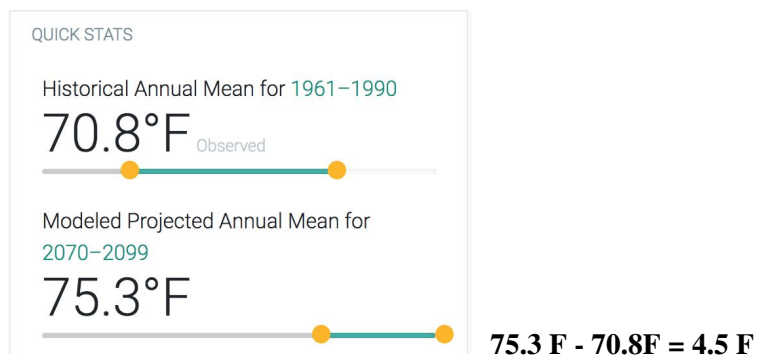 QUICK STATS
Historical Annual Mean for 1961–1990
70.8°F Observed
Modeled Projected Annual Mean for
2070–2099
75.3°F
75.3 F - 70.8F = 4.5 F